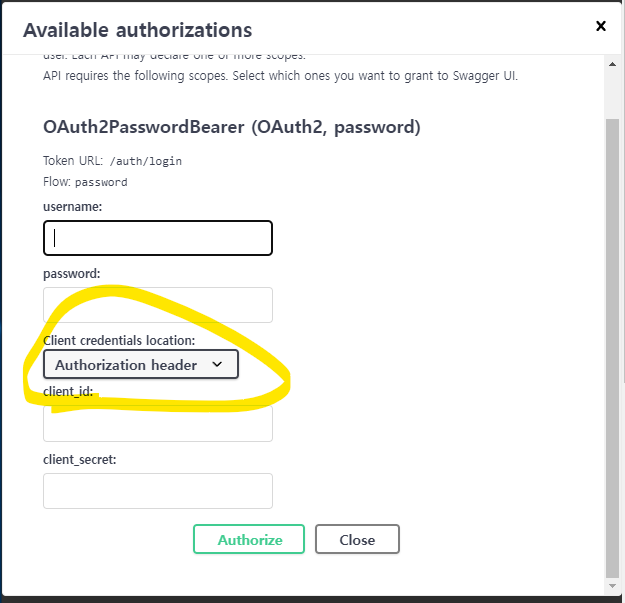 Available authorizations
user. Each API may declare one or more scopes.
API requires the following scopes. Select which ones you want to grant to Swagger UI.
OAuth2PasswordBearer (OAuth2, password)
Token URL: /auth/login
Flow: password
username:
password:
Client credentials location:
Authorization header
client_id:
client_secret:
Authorize Close